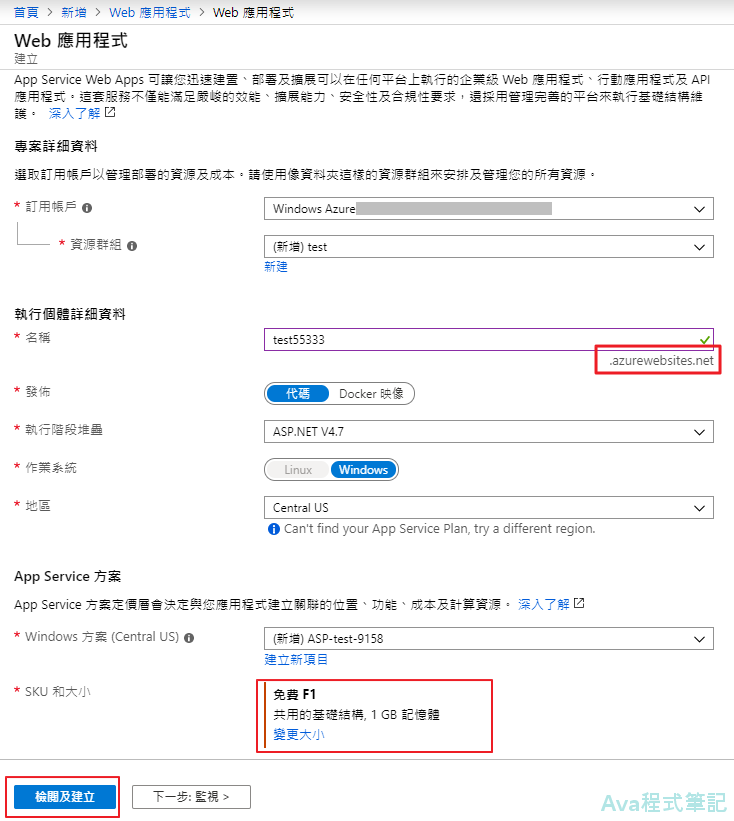 首頁 > 新增 > Web 應用程式 > Web 應用程式
Web 應用程式
建立
App Service Web Apps 可讓您迅速建置、部署及擴展可以在任何平台上執行的企業級 Web 應用程式、行動應用程式及 API
應用程式。這套服務不僅能滿足嚴峻的效能、擴展能力、安全性及合規性要求，還採用管理完善的平台來執行基礎結構維
護。 深入了解
專案詳細資料
選取訂用帳戶以管理部署的資源及成本。請使用像資料夾這樣的資源群組來安排及管理您的所有資源。
* 訂用帳戶 Windows Azure
* 資源群組 (新增) test
新建
執行個體詳細資料
* 名稱 test55333
.azurewebsites.net
* 發佈 代碼 Docker 映像
* 執行階段堆疊 ASP.NET V4.7
* 作業系統 Linux Windows
* 地區 Central US
Can't find your App Service Plan, try a different region.
App Service 方案
App Service 方案定價層會決定與您應用程式建立關聯的位置、功能、成本及計算資源。 深入了解
* Windows 方案 (Central US) (新增) ASP-test-9158
建立新項目
* SKU 和大小 免費 F1
共用的基礎結構, 1 GB 記憶體
變更大小
檢閱及建立 下一步: 監視 >
Ava程式筆記